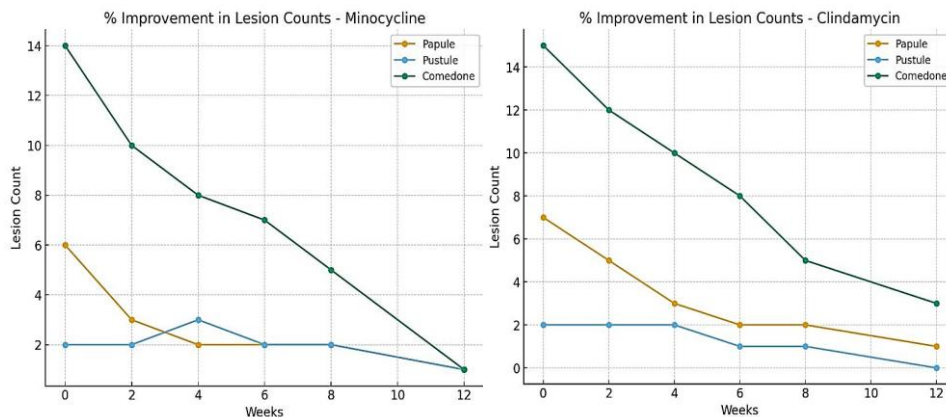 % Improvement in Lesion Counts - Minocycline
Papule
Pustule
Comedone
Lesion Count
14
12
10
8
6
4
2
0 2 4 6 8 10 12
Weeks
% Improvement in Lesion Counts - Clindamycin
Papule
Pustule
Comedone
Lesion Count
14
12
10
8
6
4
2
0
0 2 4 6 8 10 12
Weeks